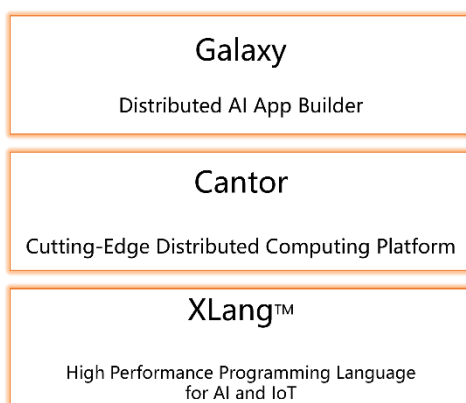 Galaxy
Distributed AI App Builder
Cantor
Cutting-Edge Distributed Computing Platform
XLang™
High Performance Programming Language
for AI and IoT